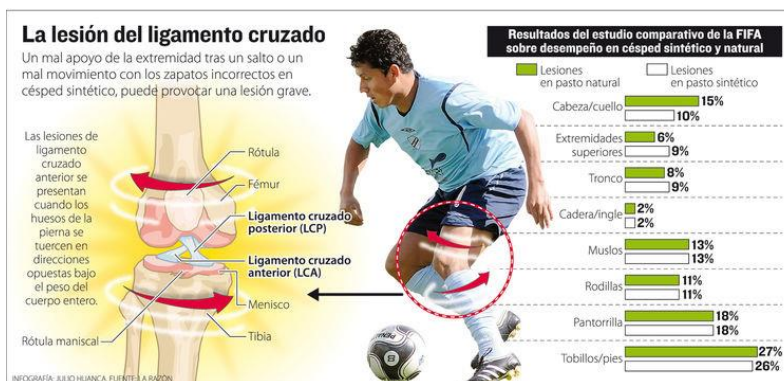 La lesión del ligamento cruzado
Un mal apoyo de la extremidad tras un salto o un
mal movimiento con los zapatos incorrectos en
césped sintético, puede provocar una lesión grave.
Las lesiones de
ligamento
cruzado
anterior se
presentan
cuando los
huesos de la
pierna se
tuercen en
direcciones
opuestas bajo
el peso del
cuerpo entero.
Rótula
Fémur
Ligamento cruzado
posterior (LCP)
Ligamento cruzado
anterior (LCA)
Menisco
Tibia
Rótula maniscal
INFOGRAFÍA: JULIO HUANCA. FUENTE: LA RAZÓN
Resultados del estudio comparativo de la FIFA
sobre desempeño en césped sintético y natural
Lesiones
en pasto natural
Lesiones
en pasto sintético
Cabeza/cuello
15%
10%
Extremidades
superiores
6%
9%
Tronco
8%
9%
Cadera/ingle
2%
2%
Muslos
13%
13%
Rodillas
11%
11%
Pantorrilla
18%
18%
Tobillos/pies
27%
26%